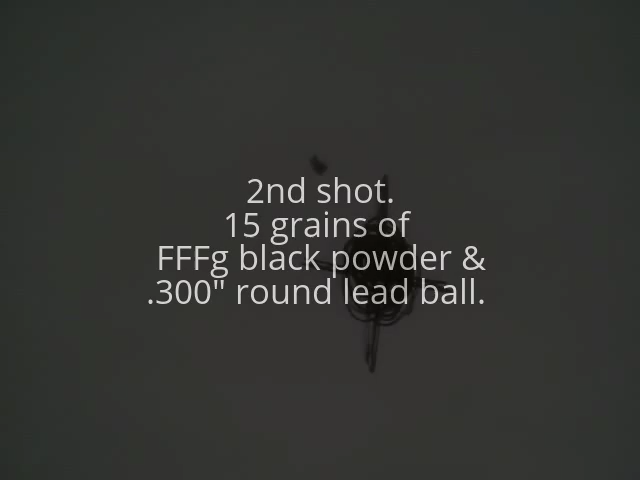 2nd shot.
15 grains of
FFFg black powder &
.300" round lead ball.